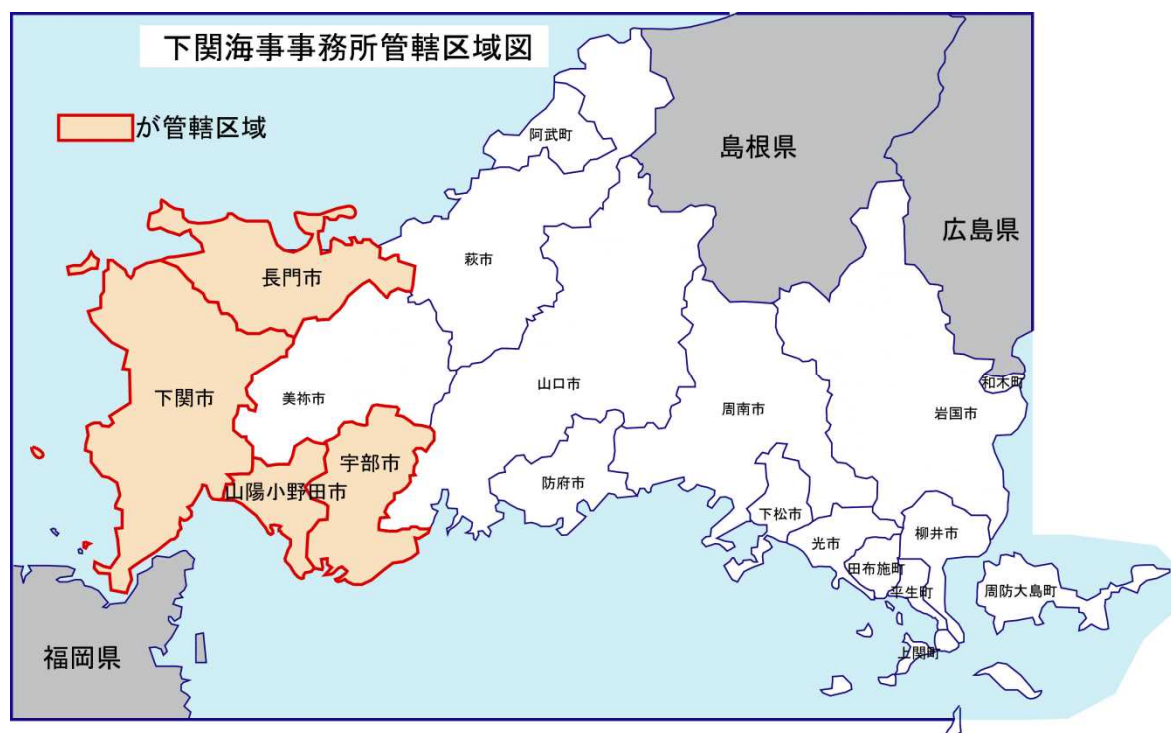 下関海事事務所管轄区域図
が管轄区域
阿武町
島根県
広島県
萩市
長門市
下関市
美祢市
山口市
周南市
和木町
岩国市
宇部市
山陽小野田市
防府市
下松市
光市
柳井市
田布施町
平生町
周防大島町
上関町
福岡県